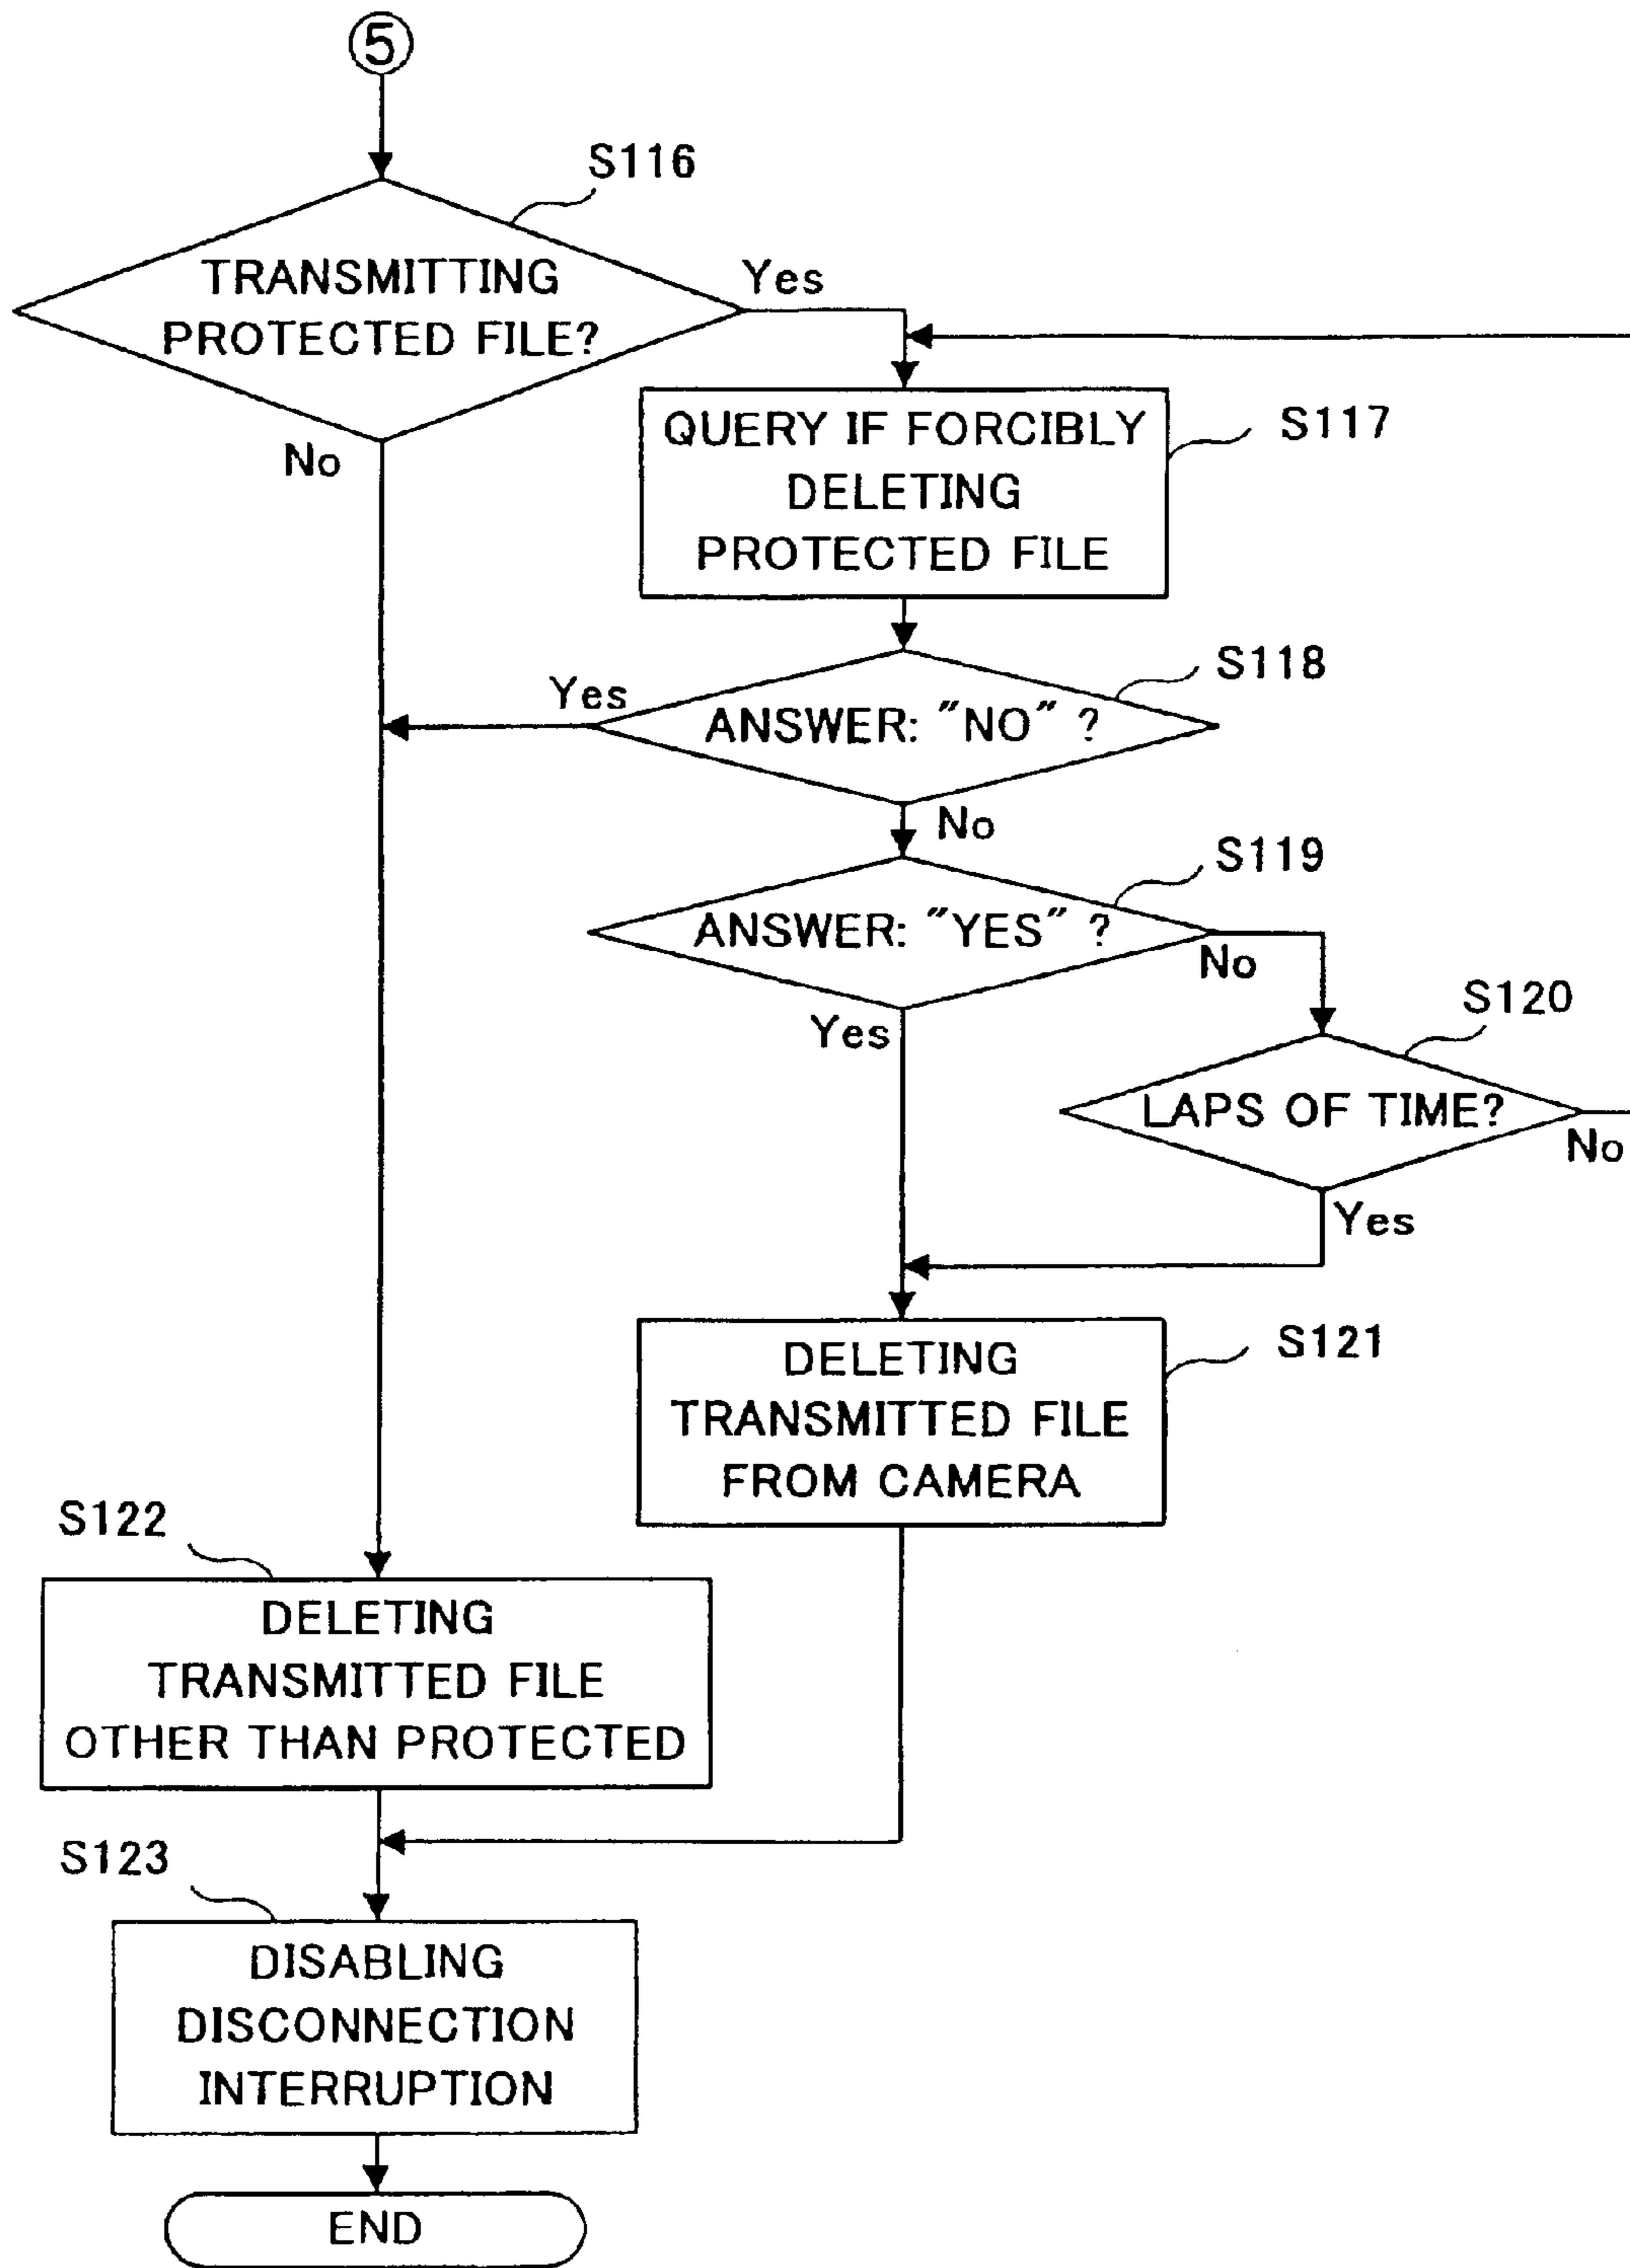 5
S116
TRANSMITTING
PROTECTED FILE?
Yes
No
QUERY IF FORCIBLY
DELETING
PROTECTED FILE
S117
S118
Yes
ANSWER: "NO" ?
No
S119
ANSWER: "YES" ?
No
Yes
S120
LAPS OF TIME?
No
Yes
DELETING
TRANSMITTED FILE
FROM CAMERA
S121
S122
DELETING
TRANSMITTED FILE
OTHER THAN PROTECTED
S123
DISABLING
DISCONNECTION
INTERRUPTION
END